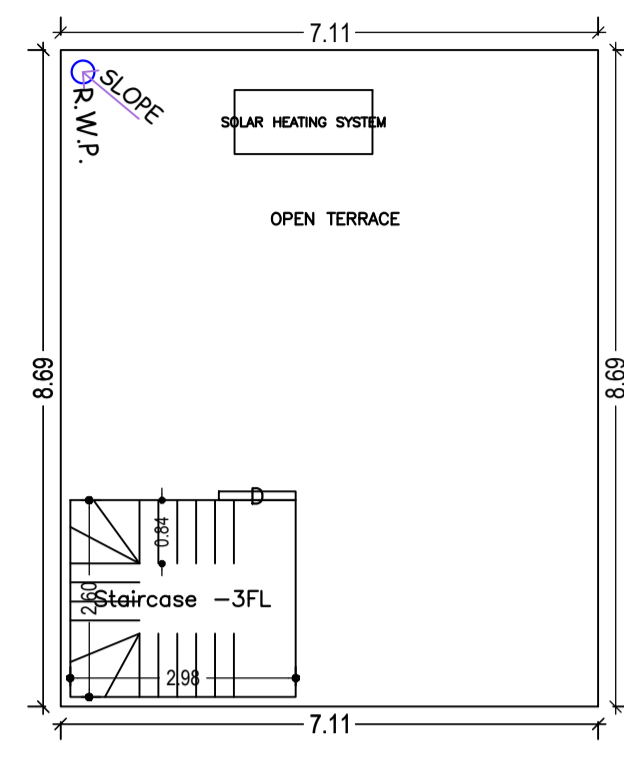 7.11
SLOPE
R.W.P.
SOLAR HEATING SYSTEM
OPEN TERRACE
8.69
8.69
D
0.84
2.60
Staircase -3FL
2.98
7.11